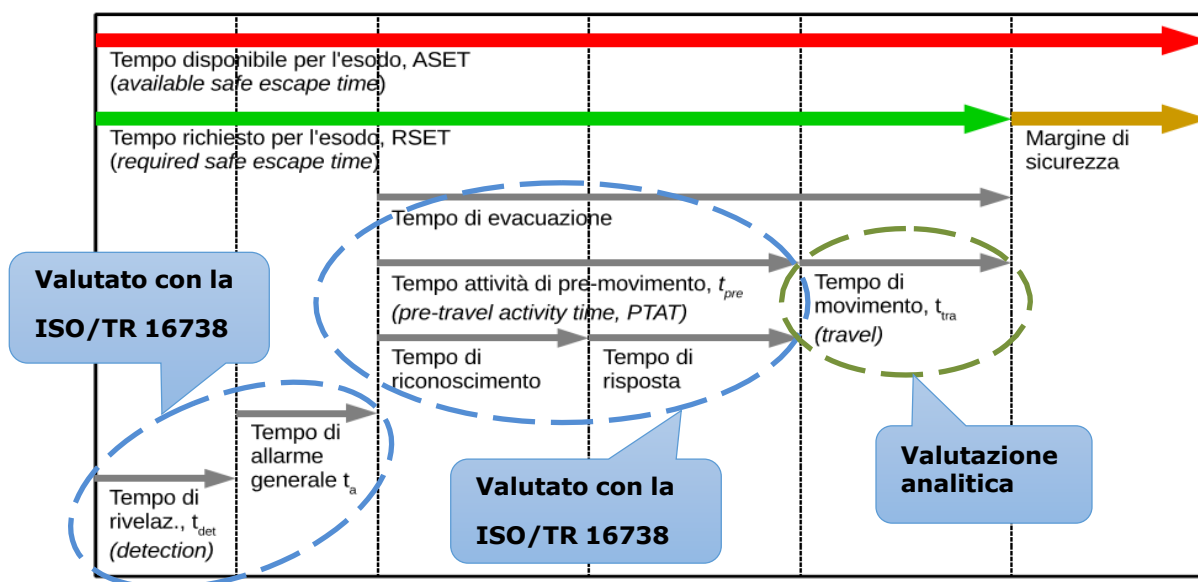 Tempo disponibile per l'esodo, ASET
(available safe escape time)
Tempo richiesto per l'esodo, RSET
(required safe escape time)
Margine di
sicurezza
Tempo di evacuazione
Valutato con la
ISO/TR 16738
Tempo attività di pre-movimento, tpre
(pre-travel activity time, PTAT)
Tempo di
movimento, ttra
(travel)
Tempo di
riconoscimento
Tempo di
risposta
Tempo di
allarme
generale ta
Tempo di
rivelaz., tdet
(detection)
Valutato con la
ISO/TR 16738
Valutazione
analitica